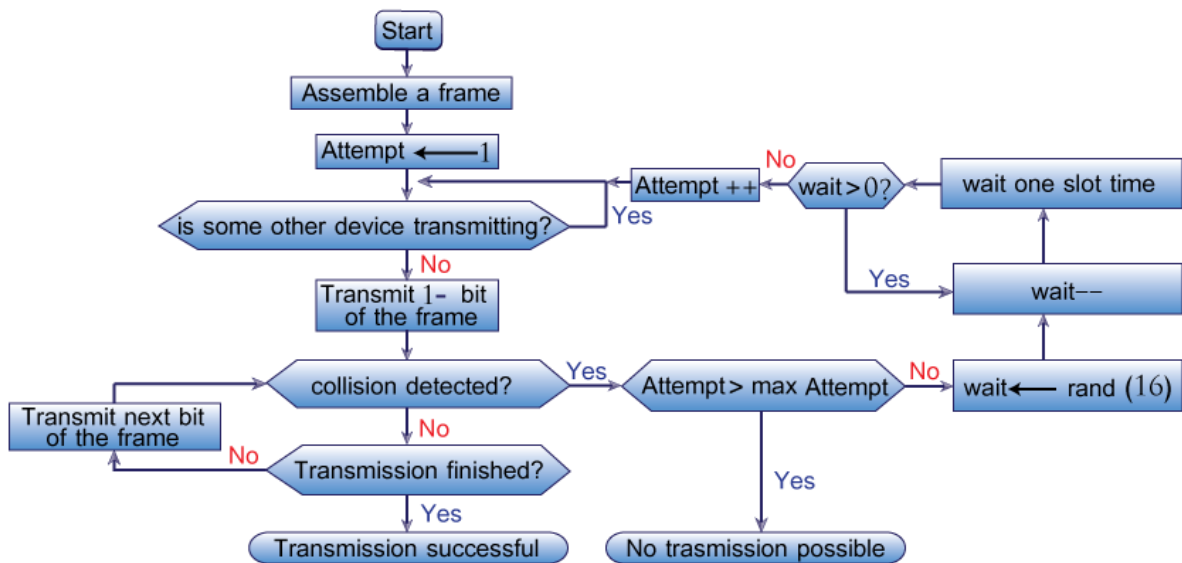 Start
Assemble a frame
Attempt ⟵ 1
is some other device transmitting?
Yes
No
Transmit 1- bit
of the frame
collision detected?
Yes
No
Transmission finished?
No
Transmit next bit
of the frame
Yes
Transmission successful
Attempt> max Attempt
Yes
No trasmission possible
No
wait ⟵ rand (16)
wait--
wait one slot time
wait>0?
Yes
No
Attempt ++